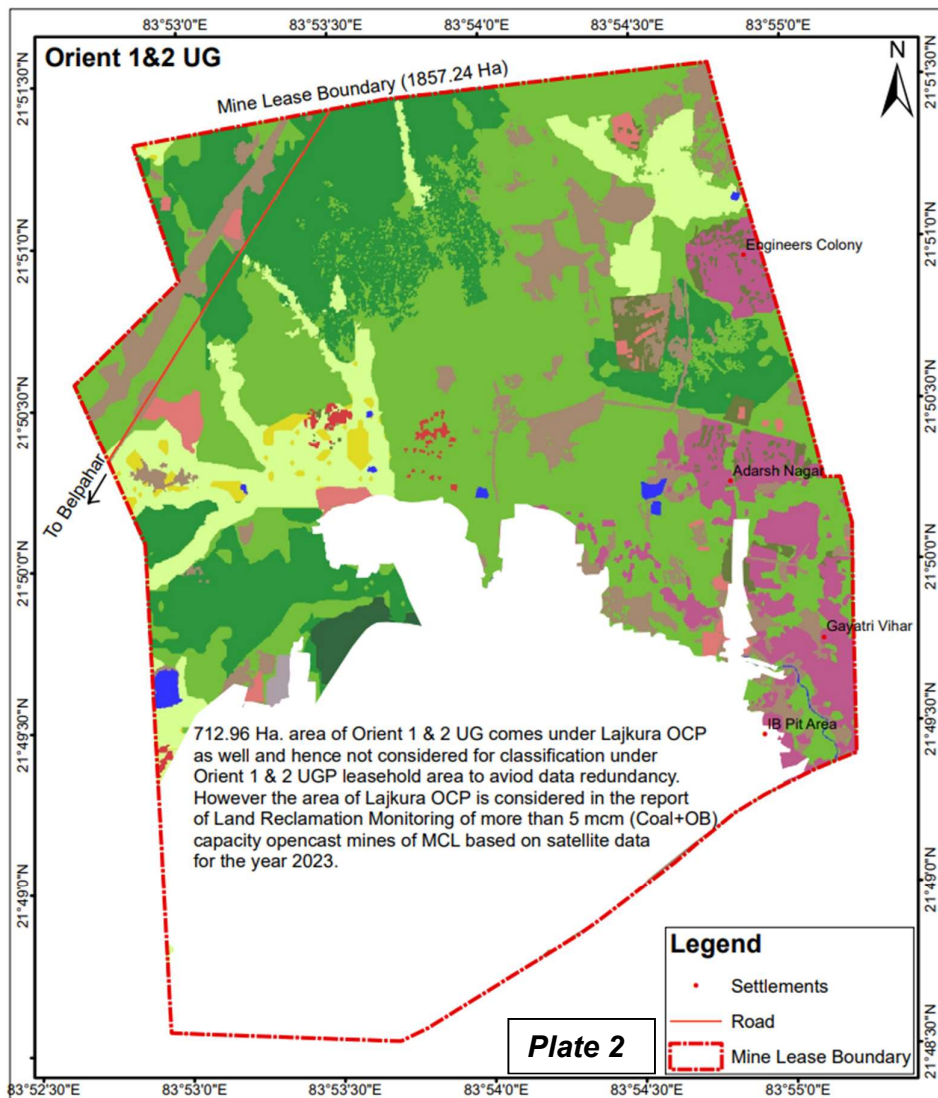 83°53'0"E 83°53'30"E 83°54'0"E 83°54'30"E 83°55'0"E
Orient 1&2 UG
N
Mine Lease Boundary (1857.24 Ha)
21°51'30"N
21°51'30"N
21°51'0"N
21°51'0"N
Engineers Colony
21°50'30"N
21°50'30"N
Adarsh Nagar
To Belpahar
21°50'0"N
21°50'0"N
Gayatri Vihar
21°49'30"N
21°49'30"N
IB Pit Area
712.96 Ha. area of Orient 1 & 2 UG comes under Lajkura OCP
as well and hence not considered for classification under
Orient 1 & 2 UGP leasehold area to aviod data redundancy.
However the area of Lajkura OCP is considered in the report
of Land Reclamation Monitoring of more than 5 mcm (Coal+OB)
capacity opencast mines of MCL based on satellite data
for the year 2023.
21°49'0"N
21°49'0"N
Legend
Settlements
Road
Mine Lease Boundary
Plate 2
21°48'30"N
83°52'30"E 83°53'0"E 83°53'30"E 83°54'0"E 83°54'30"E 83°55'0"E